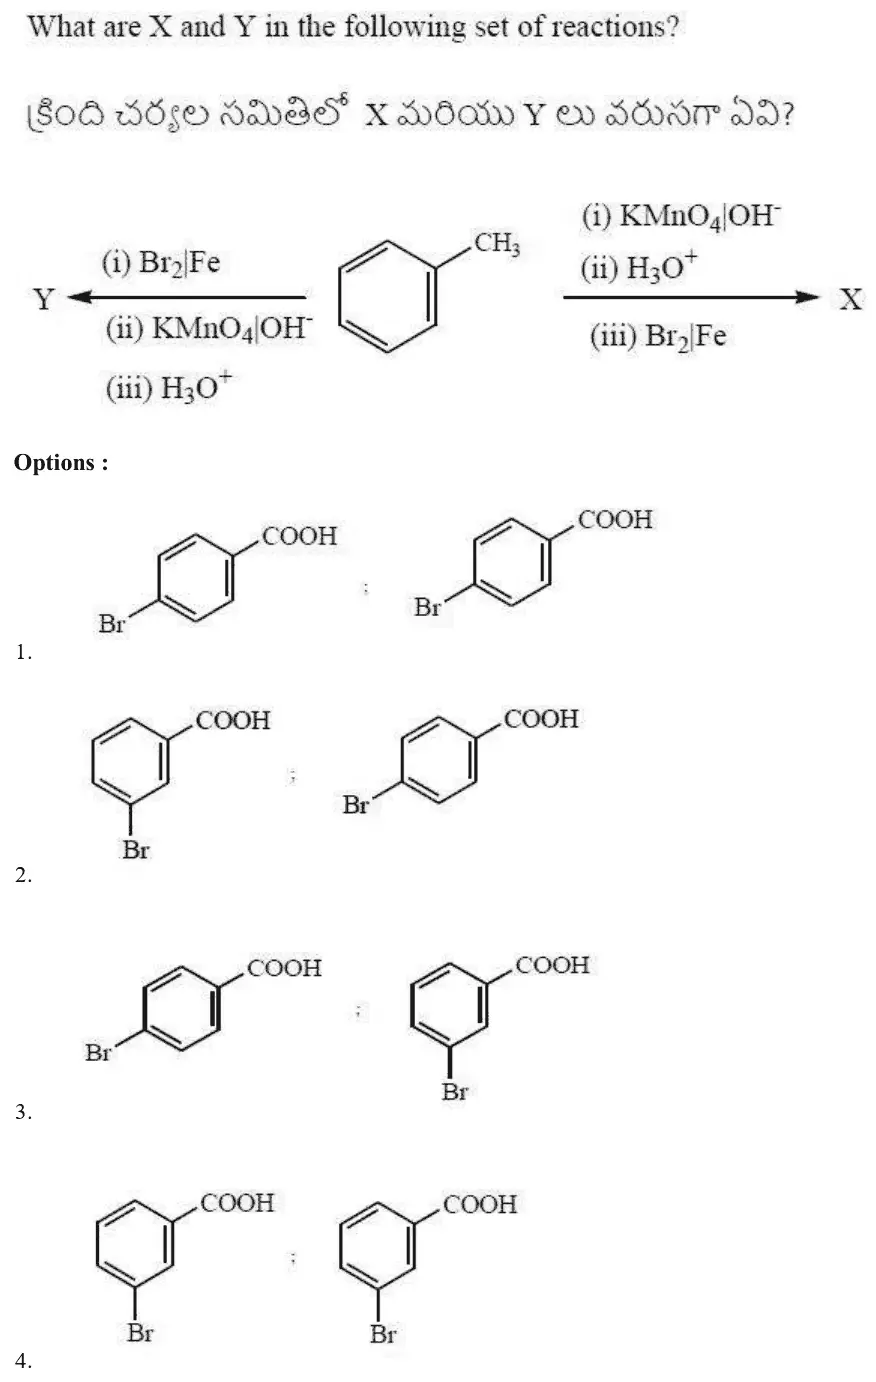 What are X and Y in the following set of reactions?
క్రింది చర్యల సమితిలో X మరియు Y లు వరుసగా ఏవి?
(i) KMnO₄|OH⁻
CH₃
(i) Br₂|Fe
(ii) H₃O⁺
Y
X
(ii) KMnO₄|OH⁻
(iii) Br₂|Fe
(iii) H₃O⁺
Options :
COOH ; COOH
Br Br
1.
COOH ; COOH
Br
Br
2.
COOH ; COOH
Br
Br
3.
COOH ; COOH
Br Br
4.